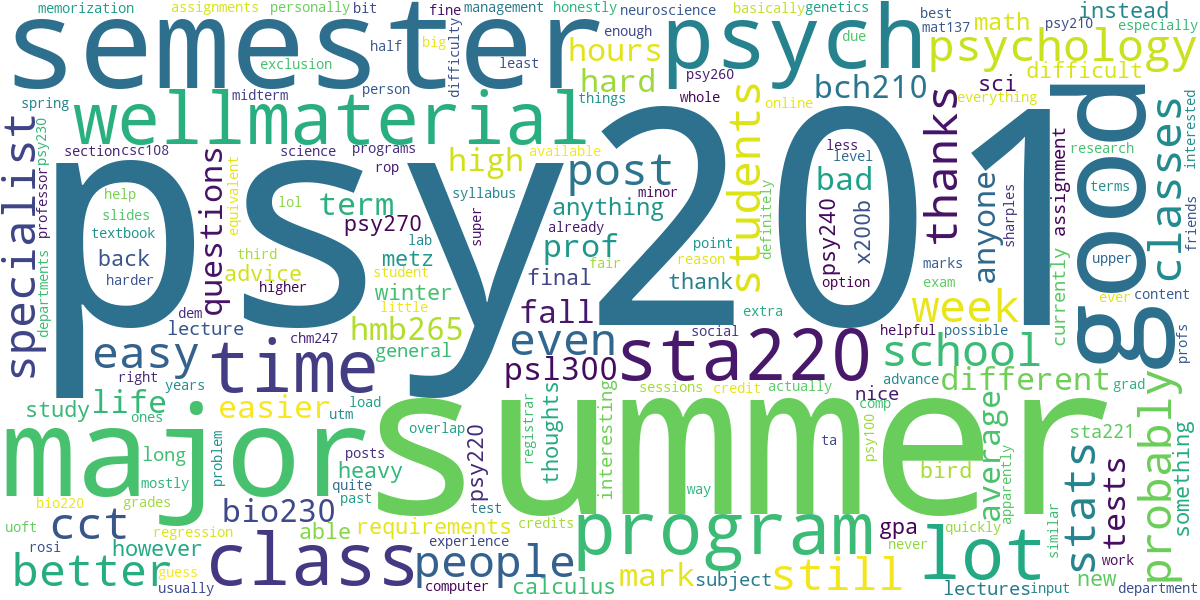 memorization
assignments
personally
bit
fine
management
honestly
neuroscience
basically
genetics
best
math
psy210
instead
especially
semester
psych
psychology
exclusion
half
big
difficulty
enough
hours
due
mat137
difficult
midterm
person
least
hard
psy260
bch210
sci
spring
wellmaterial
things
whole
students
online
everything
thanks
good
classes
interested
specialist
professor
psy230
section
csc108
questions
science
programs
rop
high
available
post
less
level
bad
anyone
sharples
assignment
research
terms
friends
psy201
help
slides
textbook
back
harder
equivalent
lol
term
syllabus
super
minor
anything
already
definitely
psy240
x200b
option
departments
third
advice
higher
psy270
lab
metz
prof
fair
point
reason
thank
marks
exam
upper
content
currently
ever
profs
dem
lecture
student
winter
little
final
extra
week
easy
chm247
hmb265
general
fall
even
social
sta220
helpful
possible
school
time
right
years
psl300
sessions
credit
actually
nice
advance
different
grad
probably
study
life
ones
easier
utm
load
overlap
registrar
thoughts
interesting
comp
psy100
average
apparently
sta221
something
major
summer
long
problem
posts
heavy
psy220
ta
bird
mostly
quite
past
test
way
stats
tests
bio220
grades
bio230
able
requirements
credits
program
gpa
quickly
similar
uoft
cct
regression
never
lot
work
rosi
however
experience
better
guess
usually
class
people
computer
calculus
mark
subject
still
lectures
input
new
department